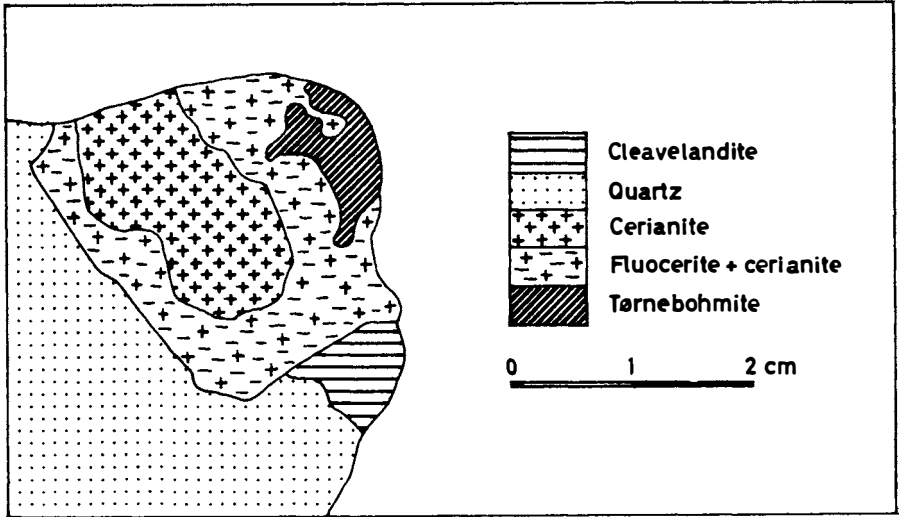 Cleavelandite
Quartz
Cerianite
Fluocerite + cerianite
Tørnebohmite
0 1 2 cm